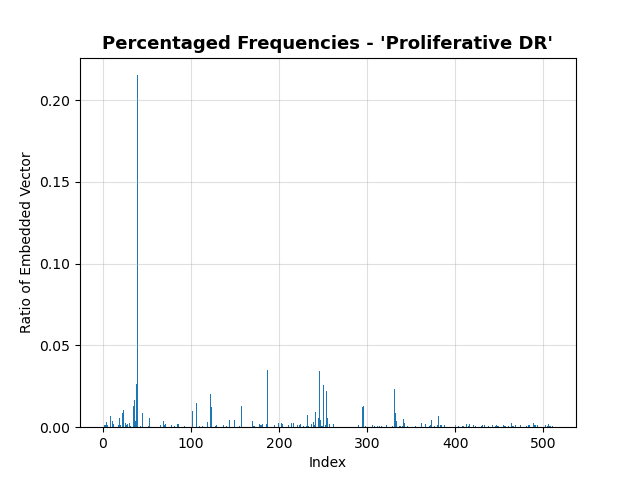 Percentaged Frequencies - 'Proliferative DR'
Ratio of Embedded Vector
0.20
0.15
0.10
0.05
0.00
0 100 200 300 400 500
Index